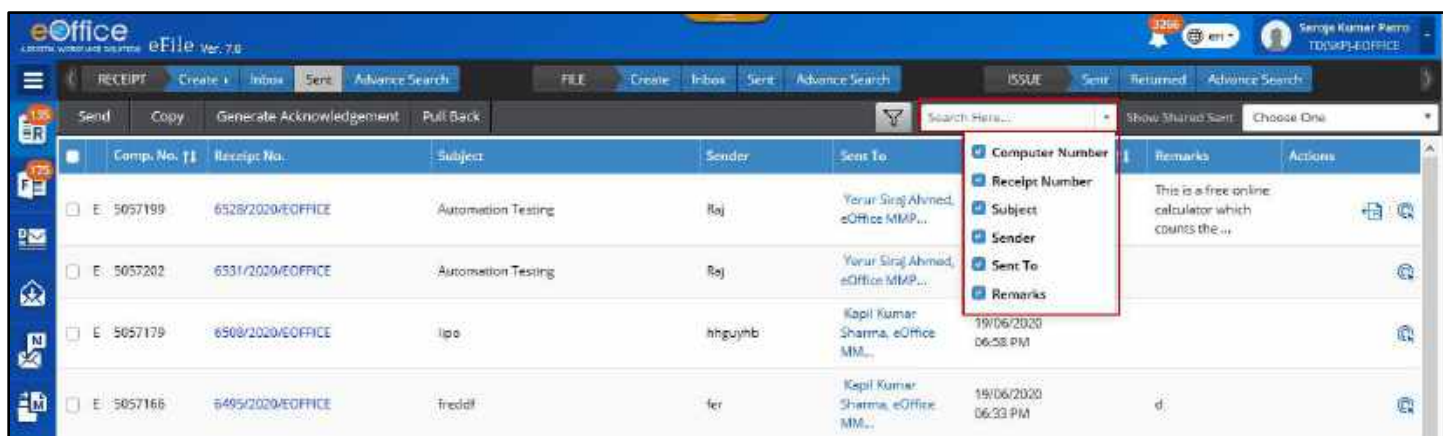 eOffice
eFile Ver. 7.0
3266
en
Saroje Kumar Patro
TD(SKP)-EOFFICE
RECEIPT Create Inbox Sent Advance Search FILE Create Inbox Sent Advance Search ISSUE Sent Returned Advance Search
Send Copy Generate Acknowledgement Pull Back Search Here... Show Shared Sent Choose One
R
F
175
D
N
M
Comp. No. Receipt No. Subject Sender Sent To Remarks Actions
Computer Number
Receipt Number
Subject
Sender
Sent To
Remarks
E 5057199 6528/2020/EOFFICE Automation Testing Raj Yerur Siraj Ahmed, eOffice MMP... This is a free online calculator which counts the ...
E 5057202 6531/2020/EOFFICE Automation Testing Raj Yerur Siraj Ahmed, eOffice MMP...
E 5057179 6508/2020/EOFFICE lipo hhguyhb Kapil Kumar Sharma, eOffice MM... 19/06/2020 06:58 PM
E 5057166 6495/2020/EOFFICE freddf fer Kapil Kumar Sharma, eOffice MM... 19/06/2020 06:33 PM d